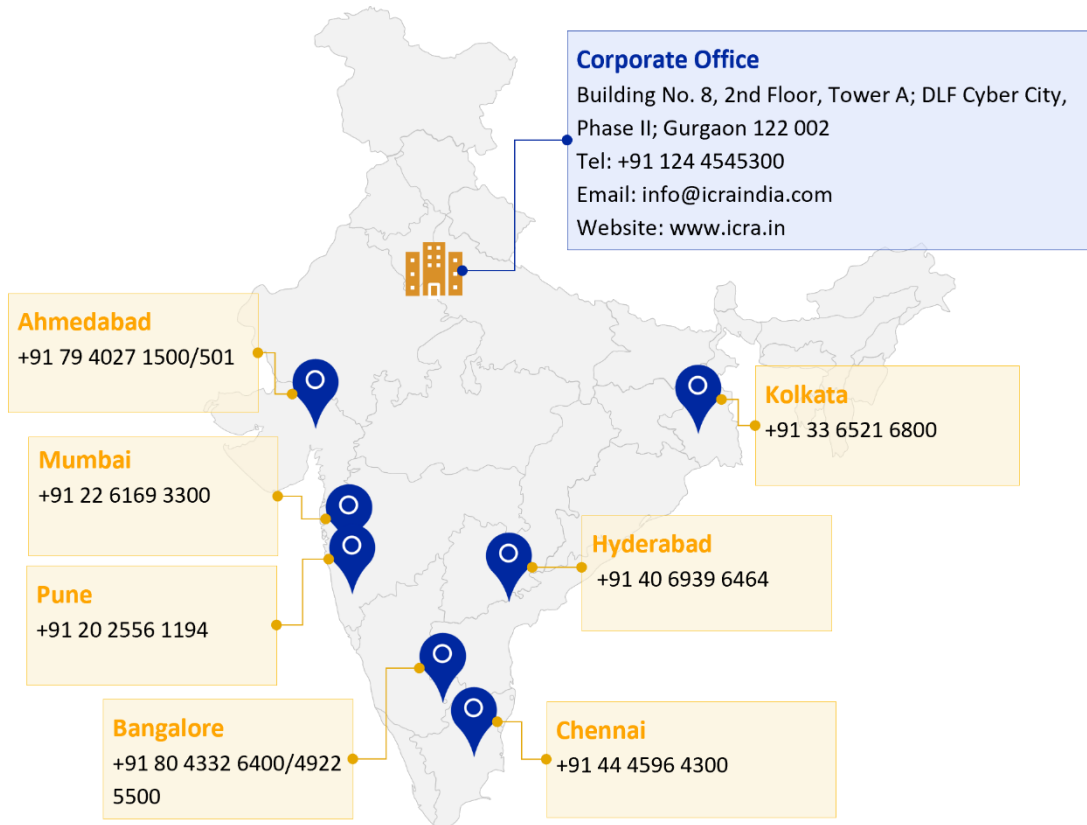 Corporate Office
Building No. 8, 2nd Floor, Tower A; DLF Cyber City,
Phase II; Gurgaon 122 002
Tel: +91 124 4545300
Email: info@icraindia.com
Website: www.icra.in
Ahmedabad
+91 79 4027 1500/501
Kolkata
+91 33 6521 6800
Mumbai
+91 22 6169 3300
Hyderabad
+91 40 6939 6464
Pune
+91 20 2556 1194
Bangalore
+91 80 4332 6400/4922
5500
Chennai
+91 44 4596 4300